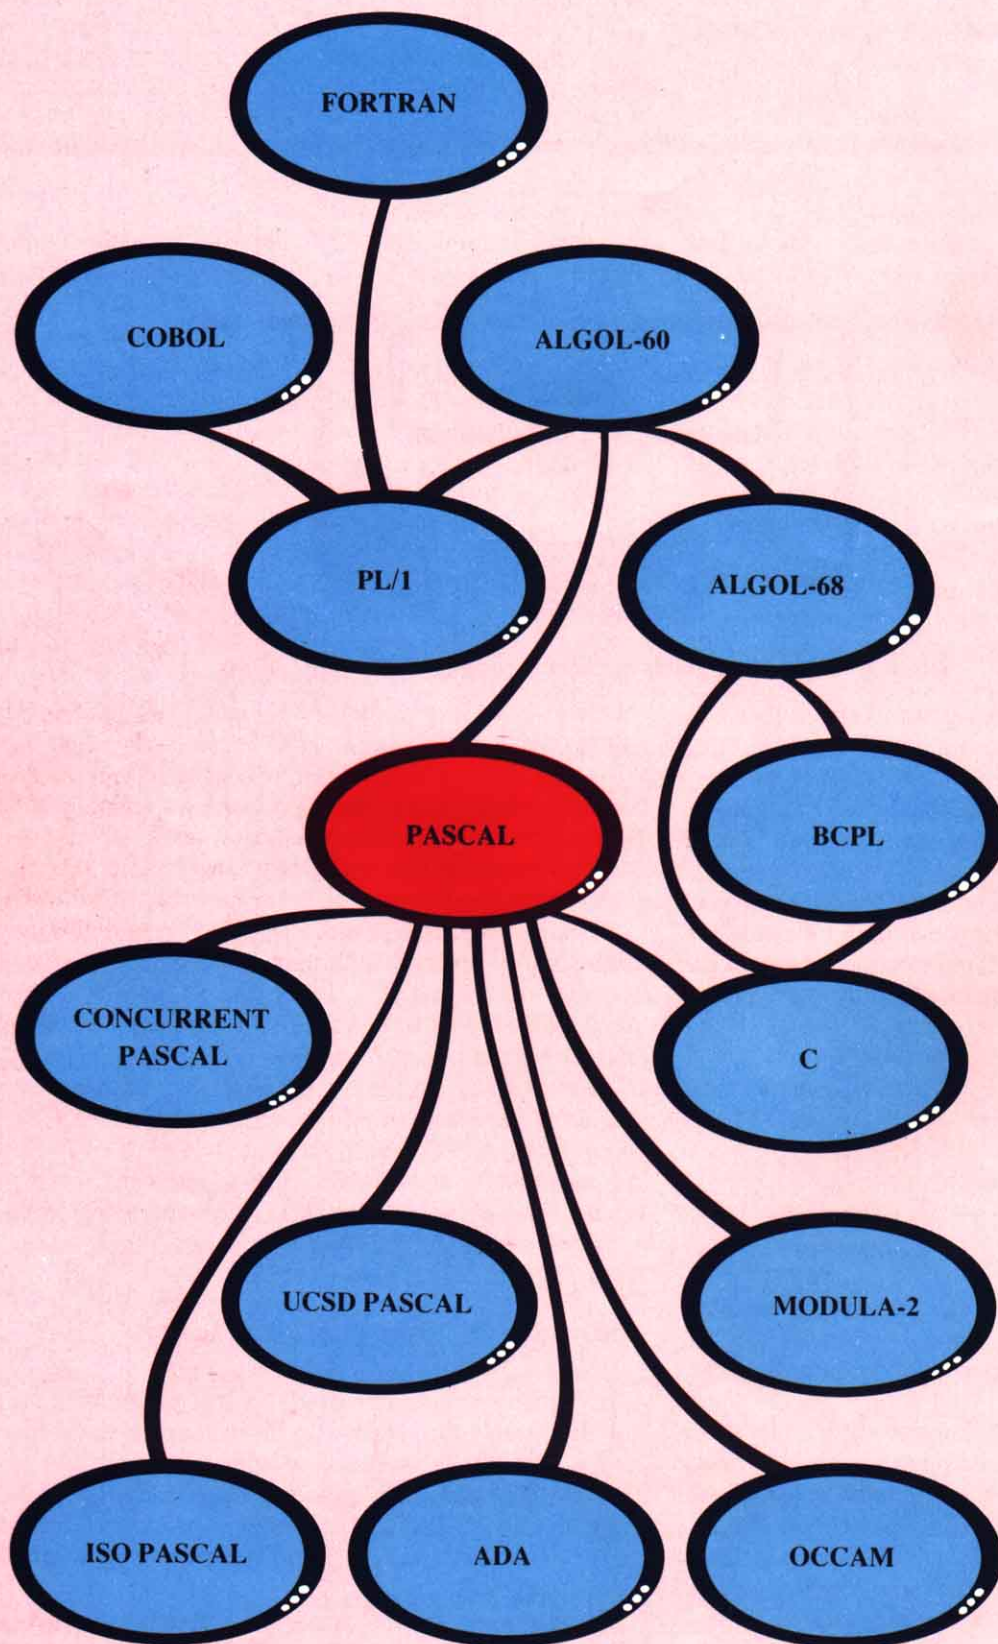 FORTRAN
COBOL
ALGOL-60
PL/1
ALGOL-68
PASCAL
BCPL
CONCURRENT
PASCAL
C
UCSD PASCAL
MODULA-2
ISO PASCAL
ADA
OCCAM